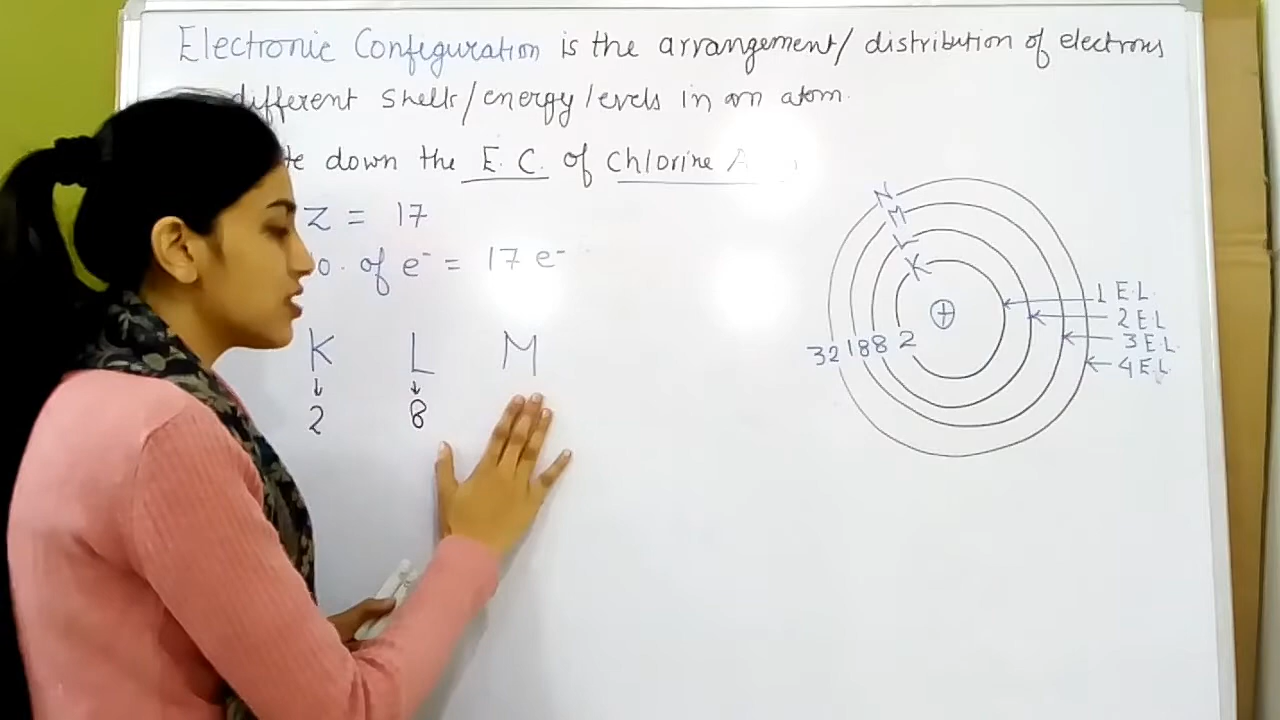 Electronic Configuration is the arrangement/ distribution of electrons
different shells/energy/levels in an atom.
down the E.C. of Chlorine
Z = 17
of e⁻ = 17 e⁻
K L M
↓ ↓
2 8
N
M
L
K
+
32 18 8 2
1 E.L.
2 E.L
3 E.L.
4 E.L.